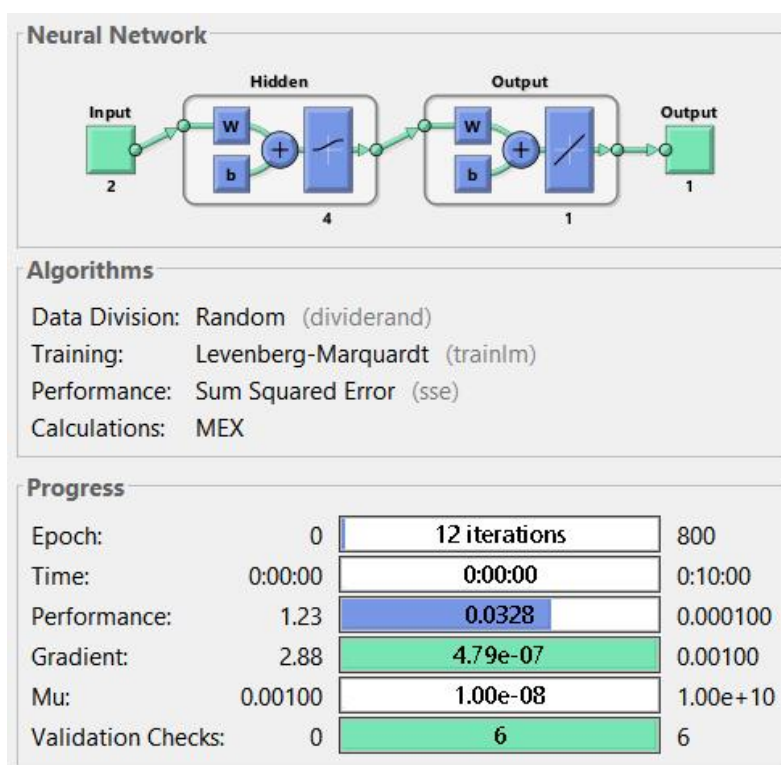 Neural Network
Hidden
Output
Input
Output
W
W
b
b
2
4
1
1
Algorithms
Data Division: Random (dividerand)
Training: Levenberg-Marquardt (trainlm)
Performance: Sum Squared Error (sse)
Calculations: MEX
Progress
Epoch: 0 12 iterations 800
Time: 0:00:00 0:00:00 0:10:00
Performance: 1.23 0.0328 0.000100
Gradient: 2.88 4.79e-07 0.00100
Mu: 0.00100 1.00e-08 1.00e+10
Validation Checks: 0 6 6